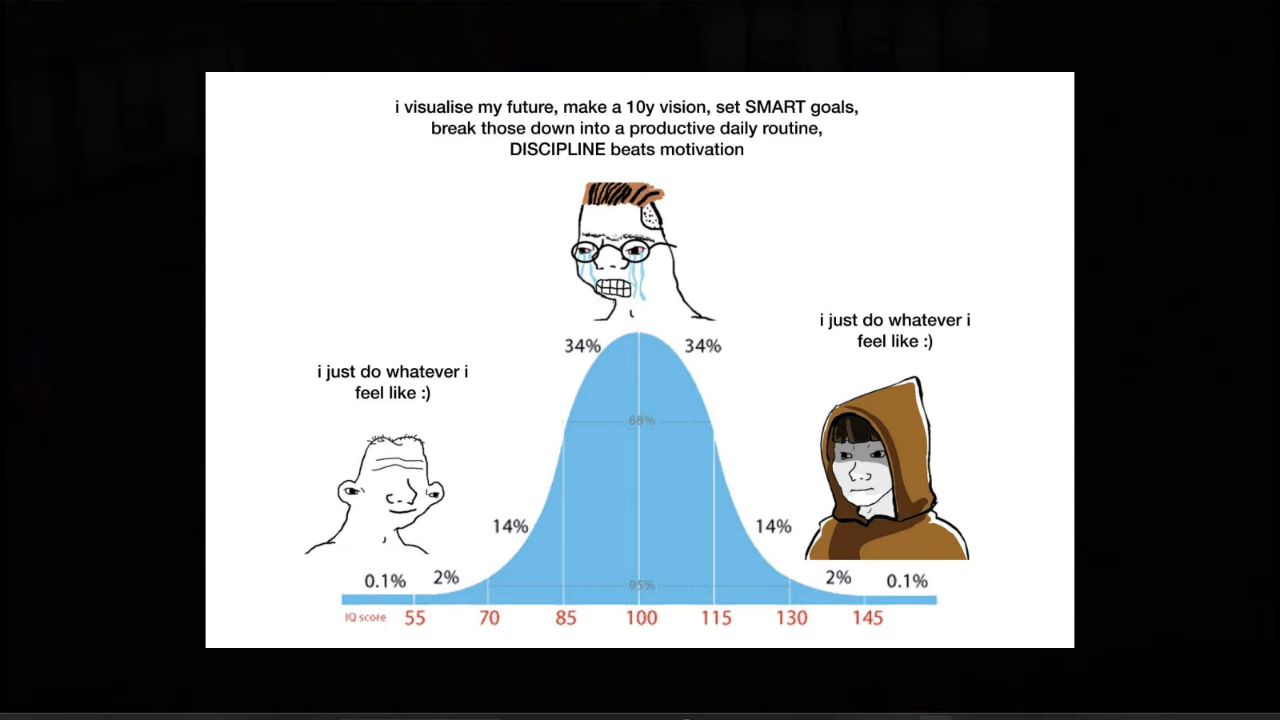 i visualise my future, make a 10y vision, set SMART goals,
break those down into a productive daily routine,
DISCIPLINE beats motivation
i just do whatever i
feel like :)
i just do whatever i
feel like :)
34%
34%
68%
14%
14%
95%
0.1%
2%
2%
0.1%
IQ score 55 70 85 100 115 130 145